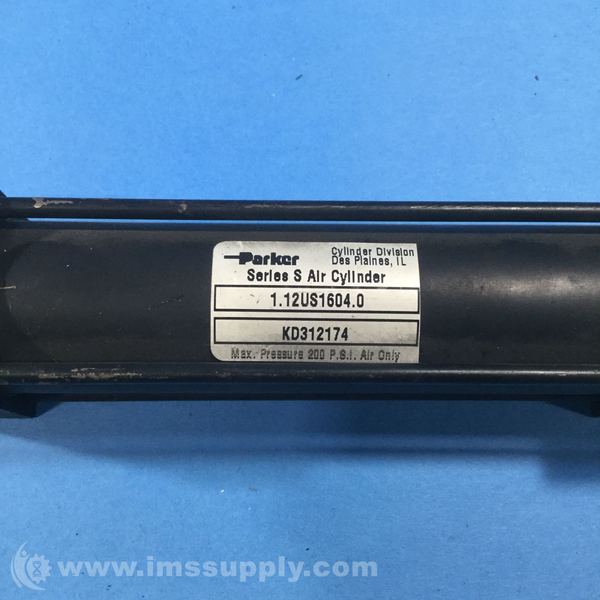 Parker
Cylinder Division
Des Plaines, IL
Series S Air Cylinder
1.12US1604.0
KD312174
Max. Pressure 200 P.S.I. Air Only
www.imssupply.com